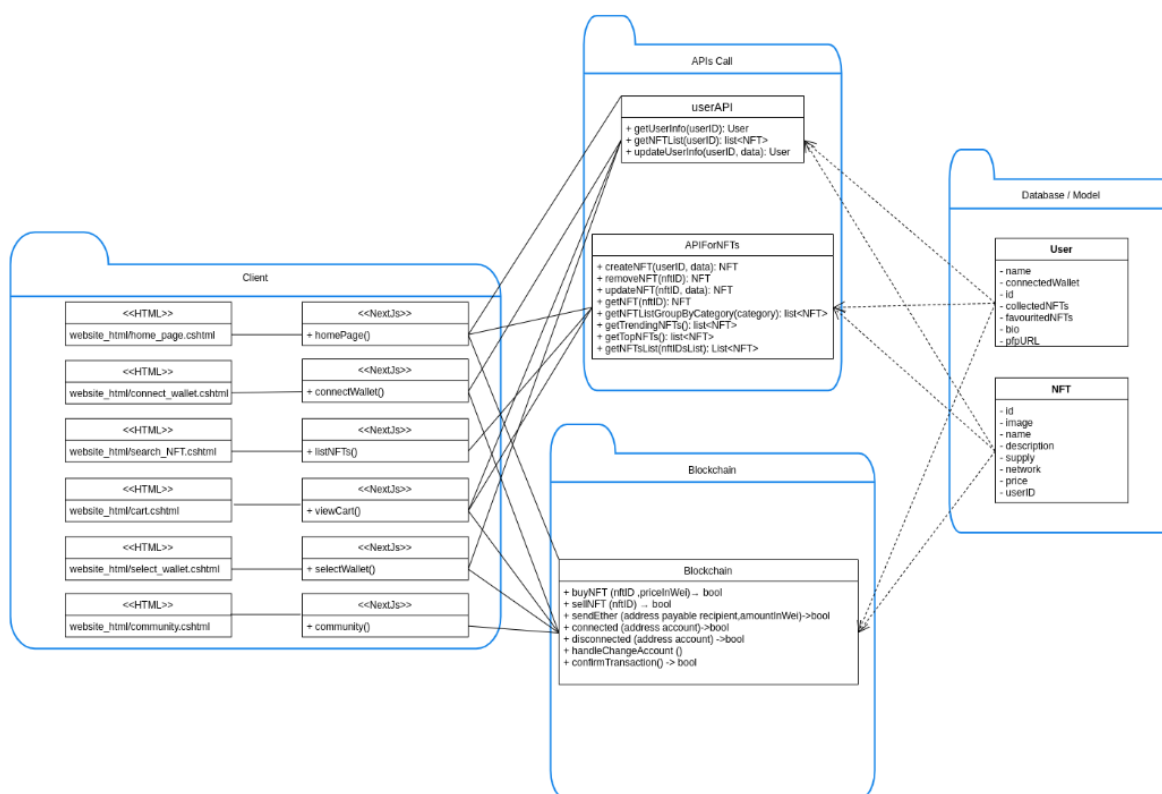 APIs Call
userAPI
+ getUserInfo(userID): User
+ getNFTList(userID): list<NFT>
+ updateUserInfo(userID, data): User
APIForNFTs
+ createNFT(userID, data): NFT
+ removeNFT(nftID): NFT
+ updateNFT(nftID, data): NFT
+ getNFT(nftID): NFT
+ getNFTListGroupByCategory(category): list<NFT>
+ getTrendingNFTs(): list<NFT>
+ getTopNFTs(): list<NFT>
+ getNFTsList(nftIDsList): List<NFT>
Database / Model
User
- name
- connectedWallet
- id
- collectedNFTs
- favouritedNFTs
- bio
- pfpURL
NFT
- id
- image
- name
- description
- supply
- network
- price
- userID
Client
<<HTML>>
website_html/home_page.cshtml
<<NextJs>>
+ homePage()
<<HTML>>
website_html/connect_wallet.cshtml
<<NextJs>>
+ connectWallet()
<<HTML>>
website_html/search_NFT.cshtml
<<NextJs>>
+ listNFTs()
<<HTML>>
website_html/cart.cshtml
<<NextJs>>
+ viewCart()
<<HTML>>
website_html/select_wallet.cshtml
<<NextJs>>
+ selectWallet()
<<HTML>>
website_html/community.cshtml
<<NextJs>>
+ community()
Blockchain
Blockchain
+ buyNFT (nftID ,priceInWei)→ bool
+ sellNFT (nftID) → bool
+ sendEther (address payable recipient,amountInWei)->bool
+ connected (address account)->bool
+ disconnected (address account) ->bool
+ handleChangeAccount ()
+ confirmTransaction() -> bool